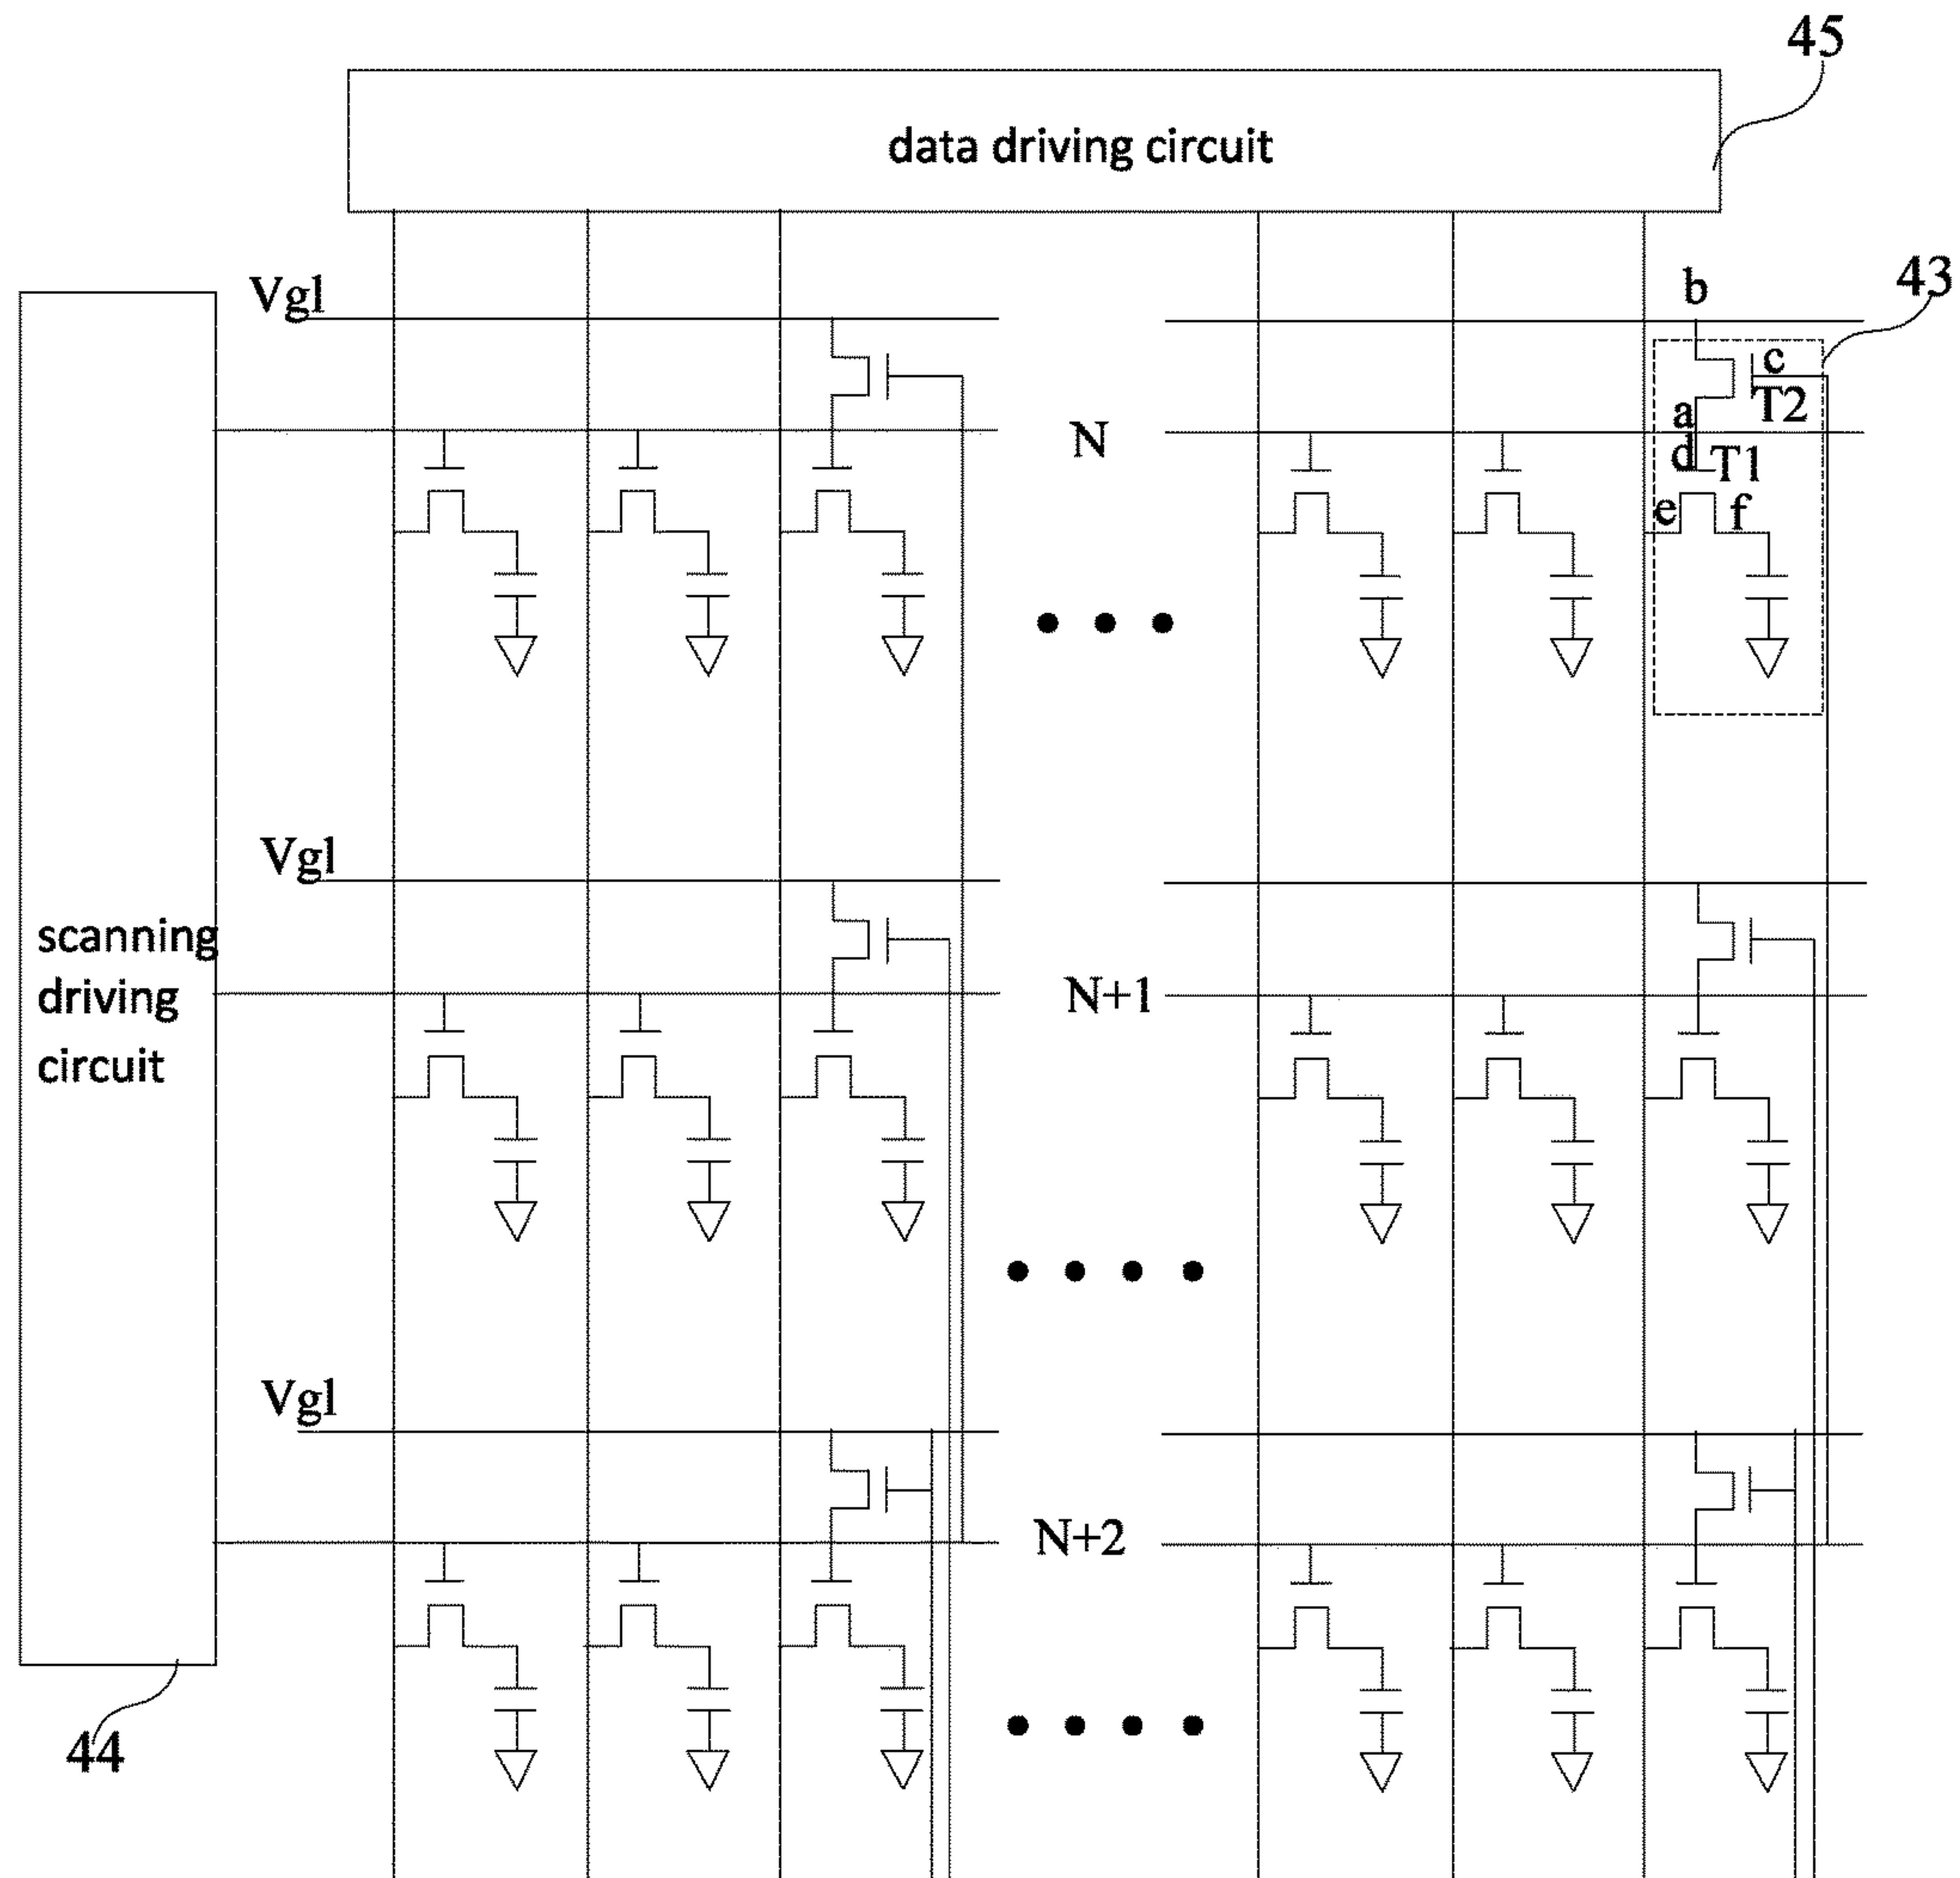 45
data driving circuit
Vgl
b
43
c
T2
a
N
d
T1
e
f
Vgl
scanning
driving
circuit
N+1
Vgl
N+2
44